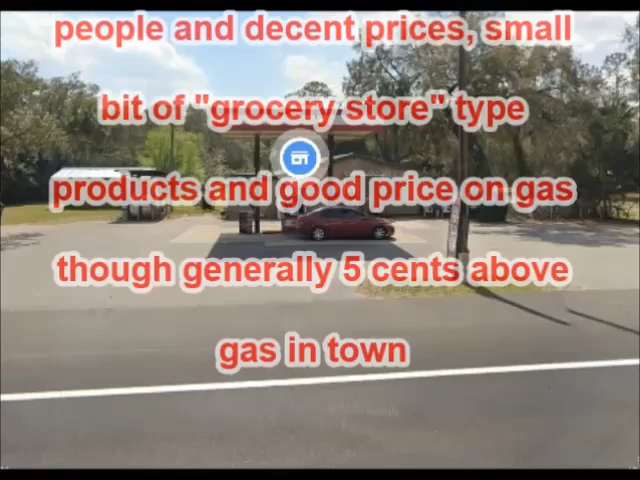 people and decent prices, small
bit of "grocery store" type
products and good price on gas
though generally 5 cents above
gas in town